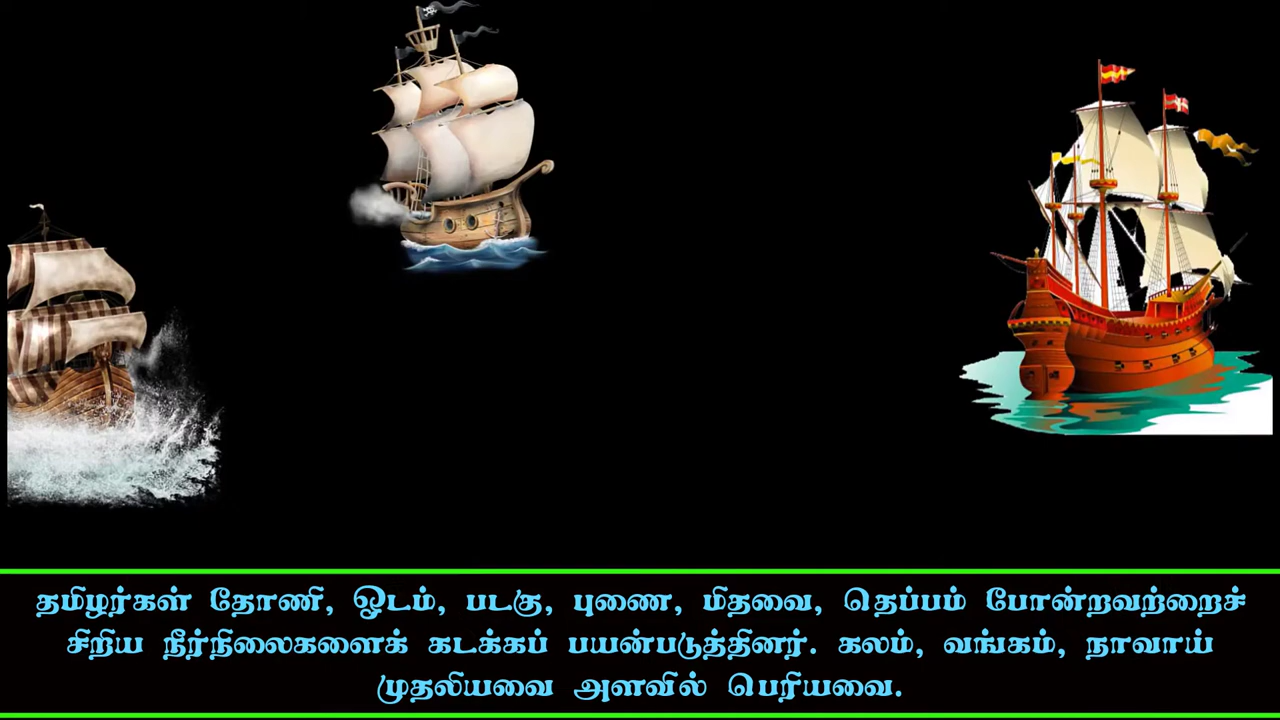 தமிழர்கள் தோணி, ஓடம், படகு, புணை, மிதவை, தெப்பம் போன்றவற்றைச்
சிறிய நீர்நிலைகளைக் கடக்கப் பயன்படுத்தினர். கலம், வங்கம், நாவாய்
முதலியவை அளவில் பெரியவை.